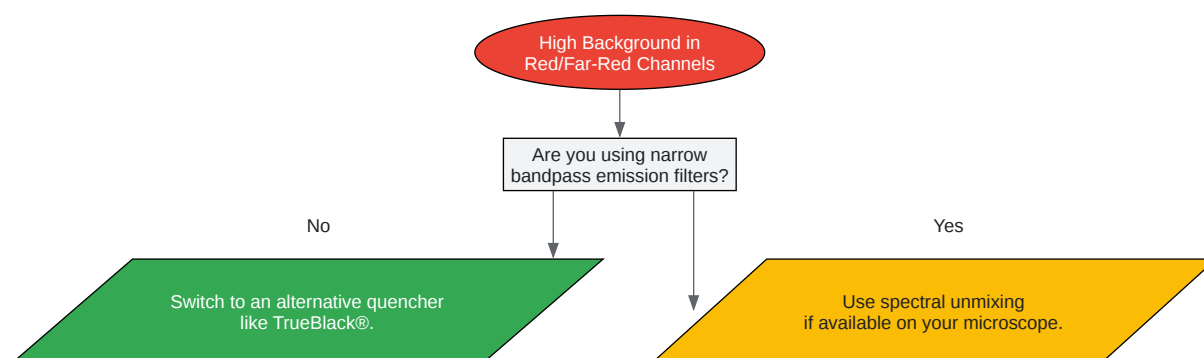 High Background in
Red/Far-Red Channels
Are you using narrow
bandpass emission filters?
No
Yes
Switch to an alternative quencher
like TrueBlack®.
Use spectral unmixing
if available on your microscope.